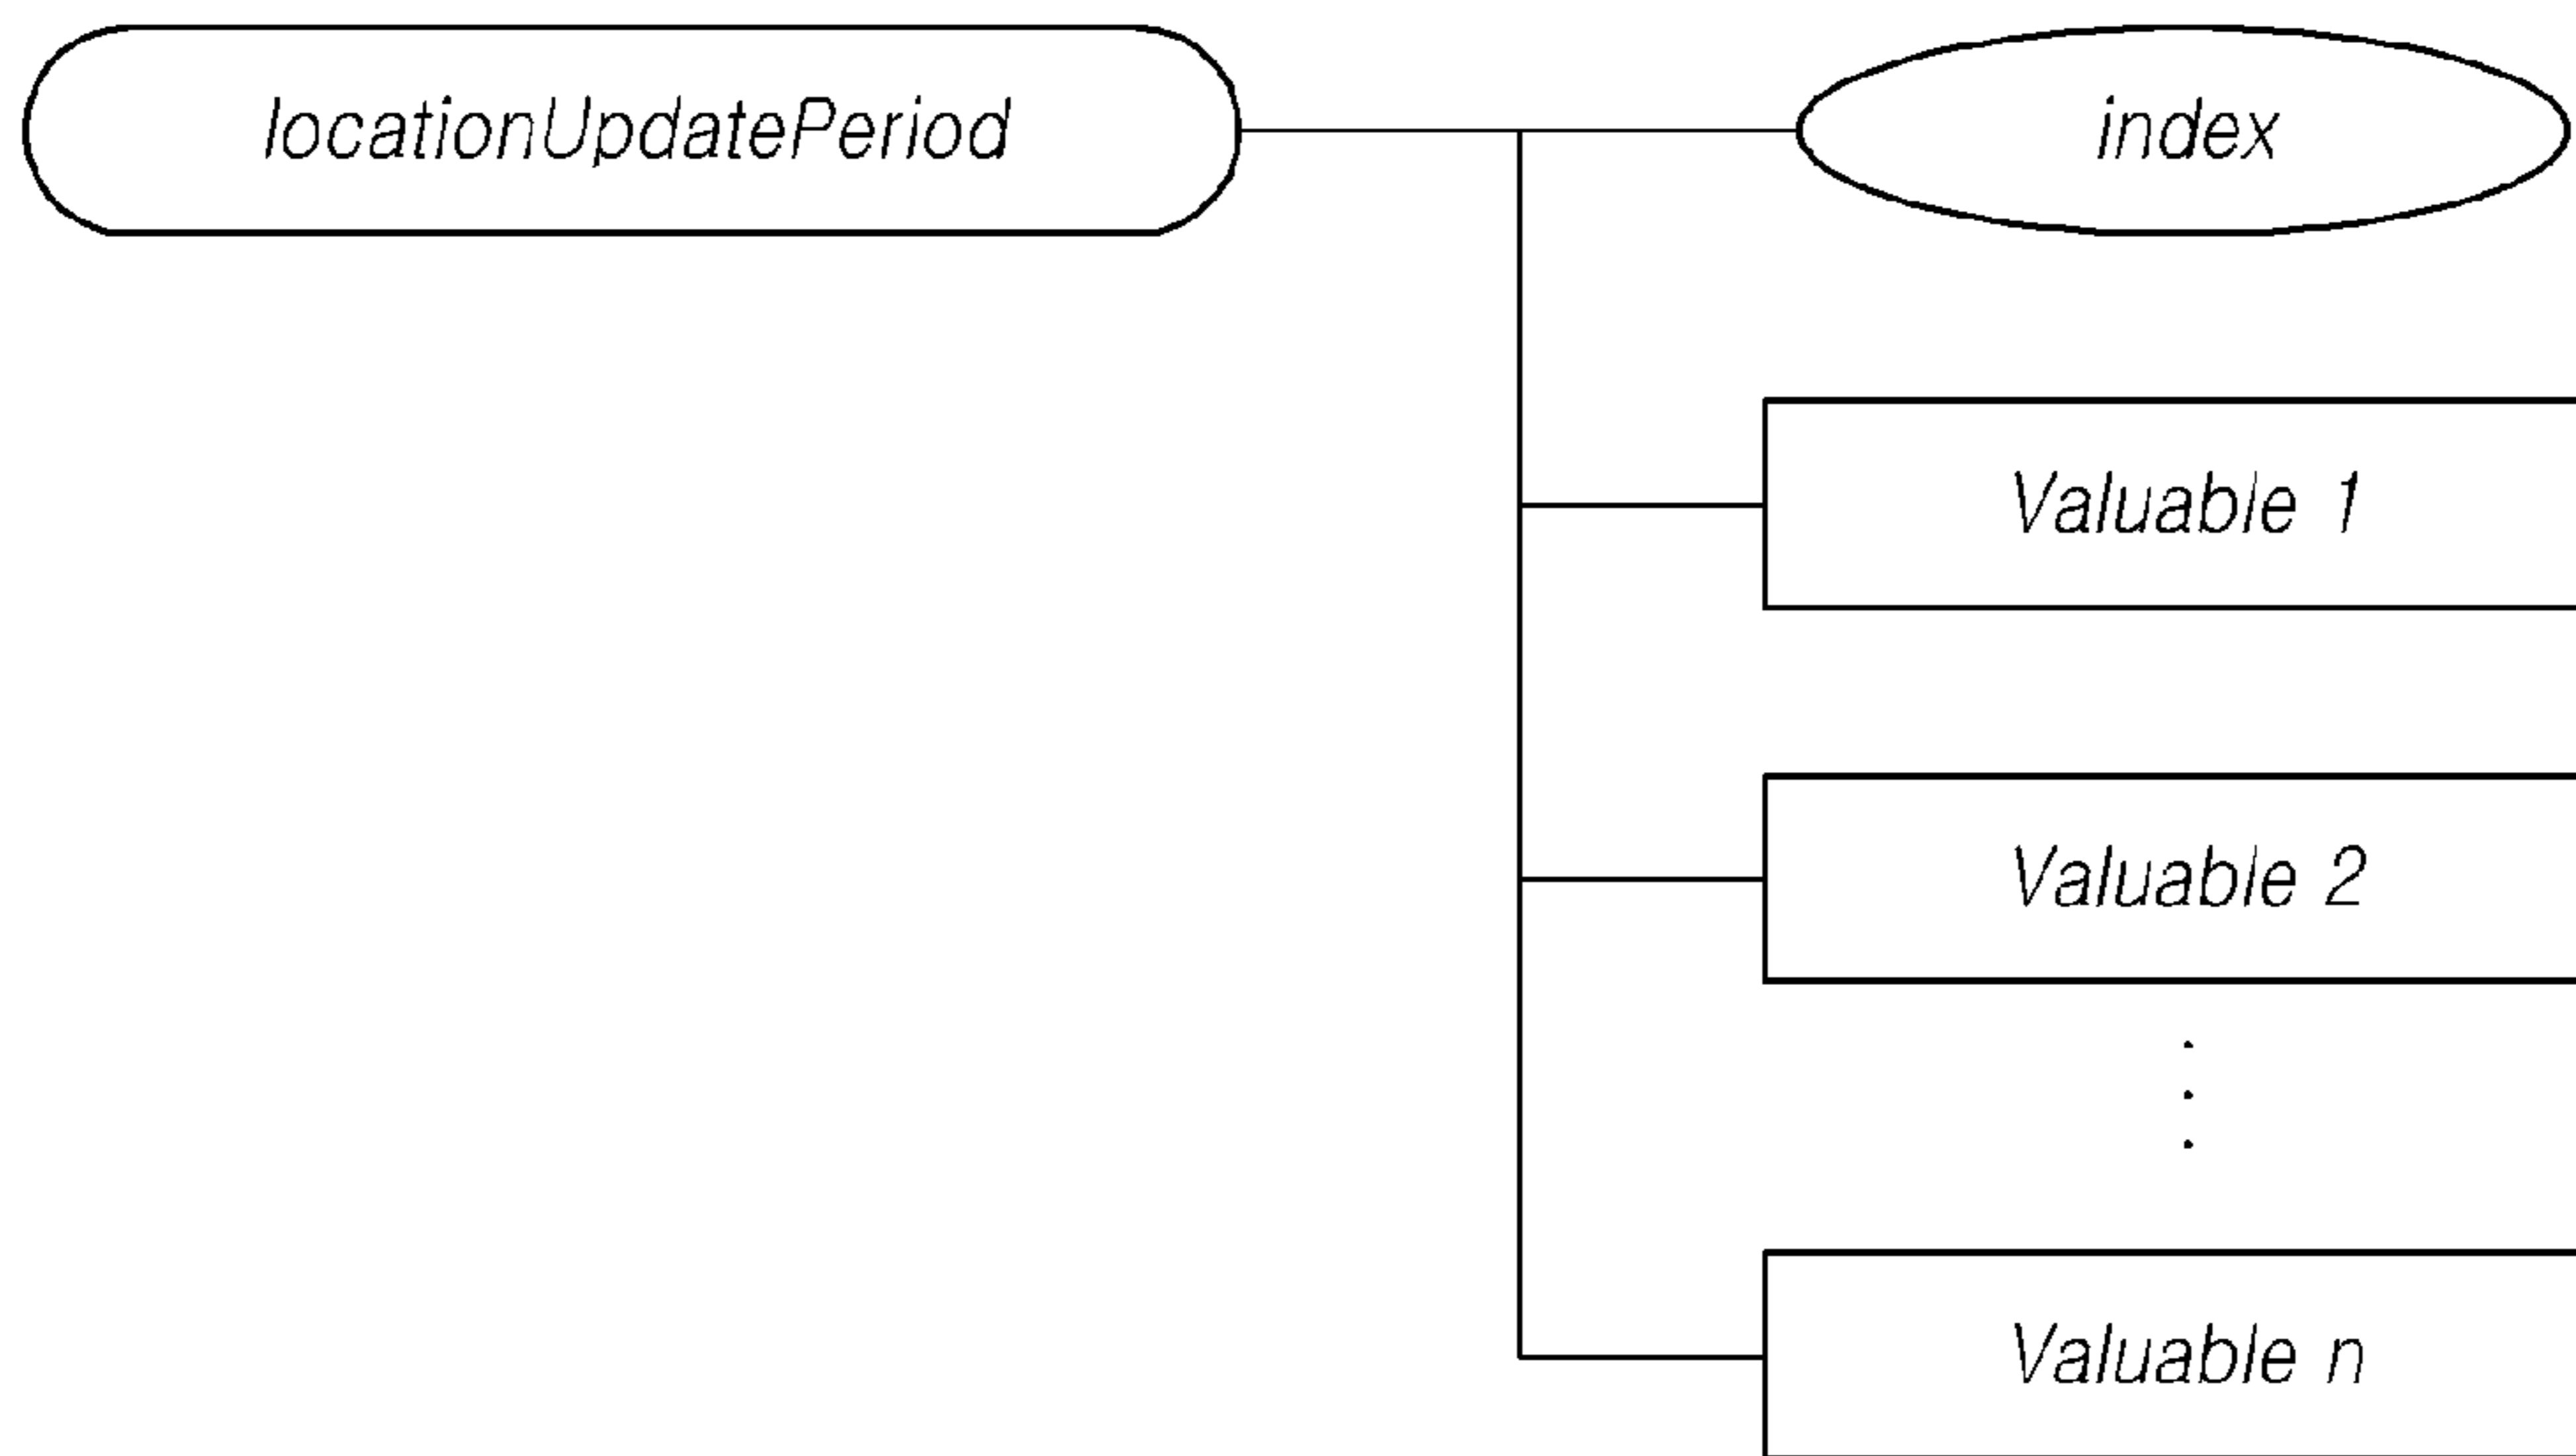 locationUpdatePeriod
index
Valuable 1
Valuable 2
Valuable n